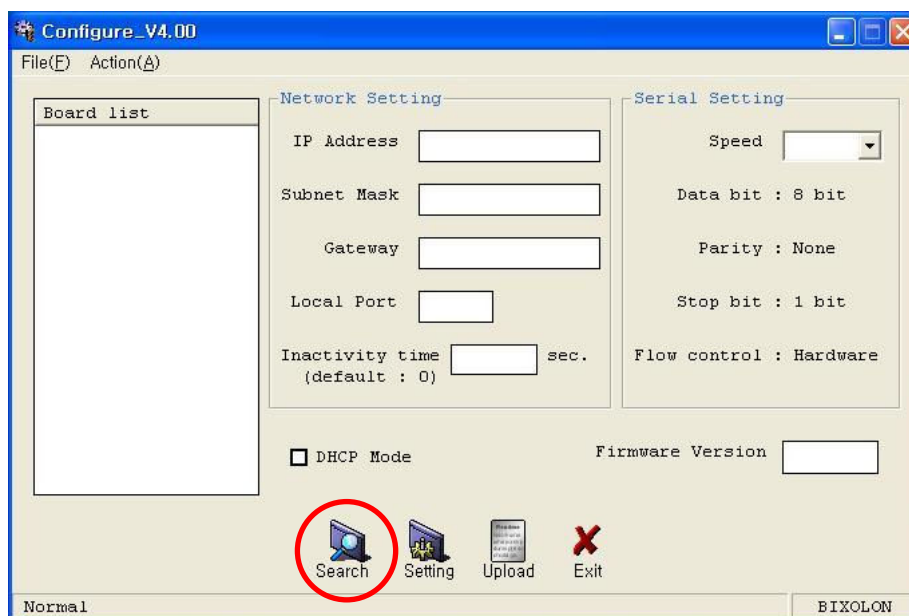 Configure_V4.00
File(F) Action(A)
Board list
Network Setting
IP Address
Subnet Mask
Gateway
Local Port
Inactivity time sec.
(default : 0)
Serial Setting
Speed
Data bit : 8 bit
Parity : None
Stop bit : 1 bit
Flow control : Hardware
DHCP Mode
Firmware Version
Search
Setting
Upload
Exit
Normal
BIXOLON